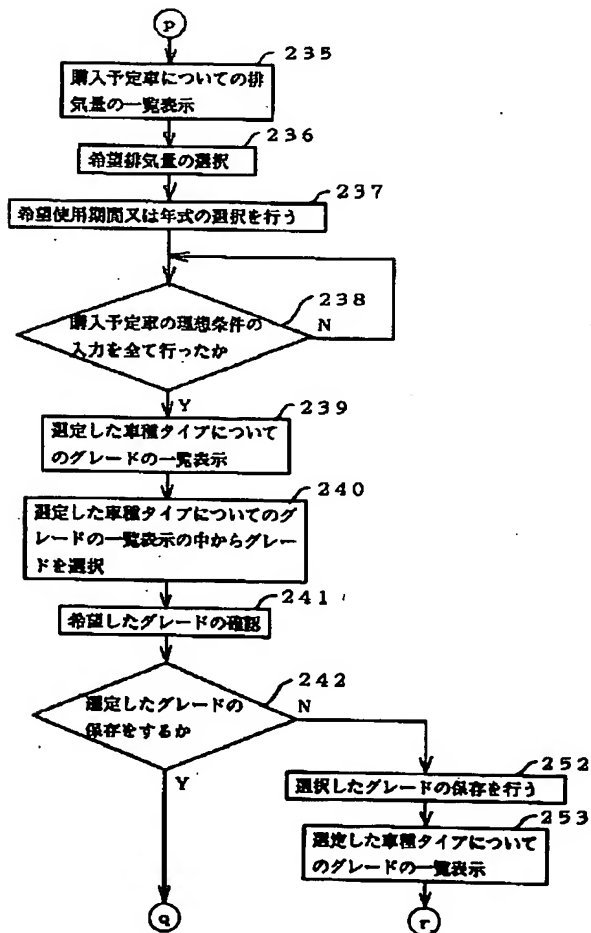 p
235
購入予定車についての排
気量の一覧表示
236
希望排気量の選択
237
希望使用期間又は年式の選択を行う
238
購入予定車の理想条件の
入力を全て行ったか
N
Y
239
選定した車種タイプについて
のグレードの一覧表示
240
選定した車種タイプについてのグ
レードの一覧表示の中からグレー
ドを選択
241
希望したグレードの確認
242
選定したグレードの
保存をするか
N
Y
252
選択したグレードの保存を行う
253
選定した車種タイプについて
のグレードの一覧表示
q
r